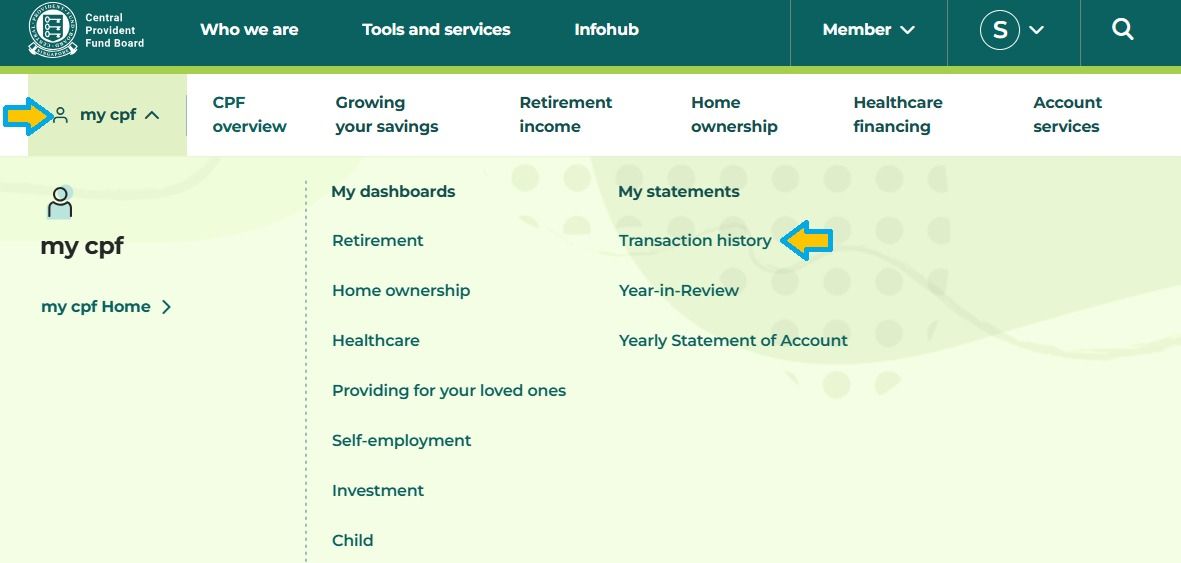 Central
Provident
Fund Board
Who we are
Tools and services
Infohub
Member
S
my cpf
CPF
overview
Growing
your savings
Retirement
income
Home
ownership
Healthcare
financing
Account
services
my cpf
my cpf Home
My dashboards
Retirement
Home ownership
Healthcare
Providing for your loved ones
Self-employment
Investment
Child
My statements
Transaction history
Year-in-Review
Yearly Statement of Account